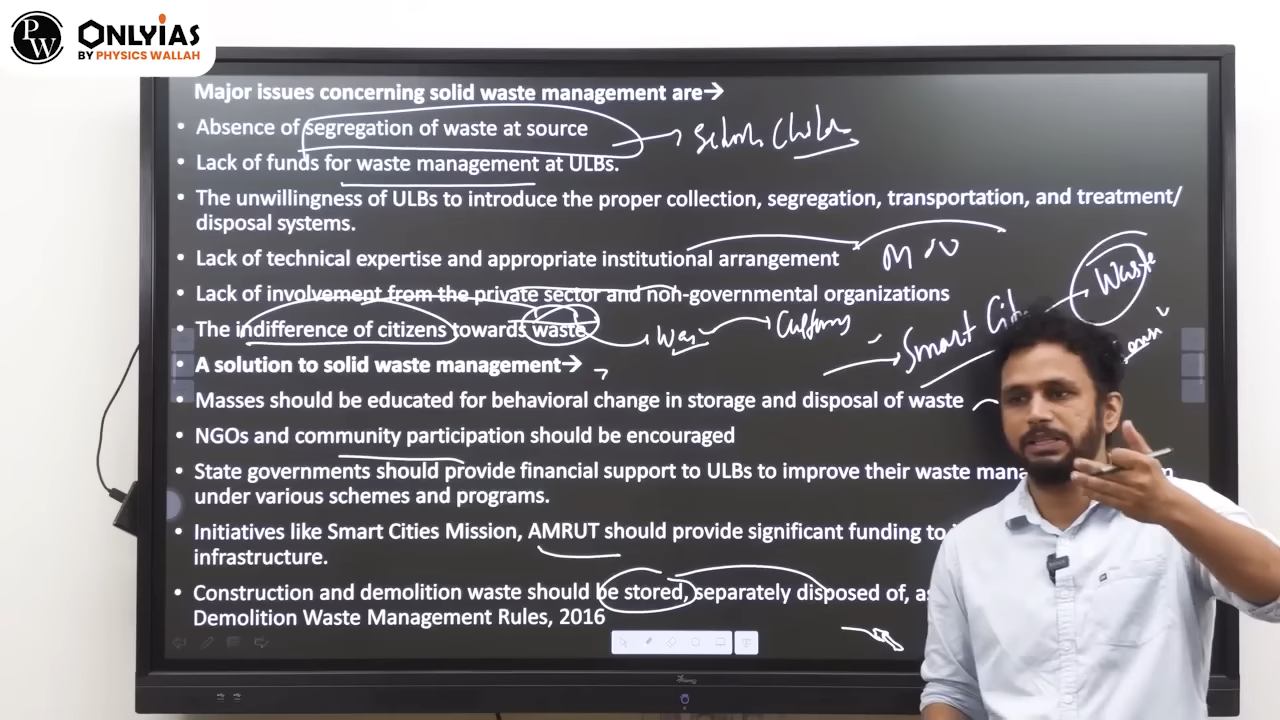 PW
ONLYIAS
BY PHYSICS WALLAH
Major issues concerning solid waste management are→
• Absence of segregation of waste at source
• Lack of funds for waste management at ULBs.
• The unwillingness of ULBs to introduce the proper collection, segregation, transportation, and treatment/
disposal systems.
• Lack of technical expertise and appropriate institutional arrangement
• Lack of involvement from the private sector and non-governmental organizations
• The indifference of citizens towards waste
Smart
Waste
• A solution to solid waste management→
• Masses should be educated for behavioral change in storage and disposal of waste
• NGOs and community participation should be encouraged
• State governments should provide financial support to ULBs to improve their waste
under various schemes and programs.
• Initiatives like Smart Cities Mission, AMRUT should provide significant funding to
infrastructure.
• Construction and demolition waste should be stored, separately disposed of,
Demolition Waste Management Rules, 2016